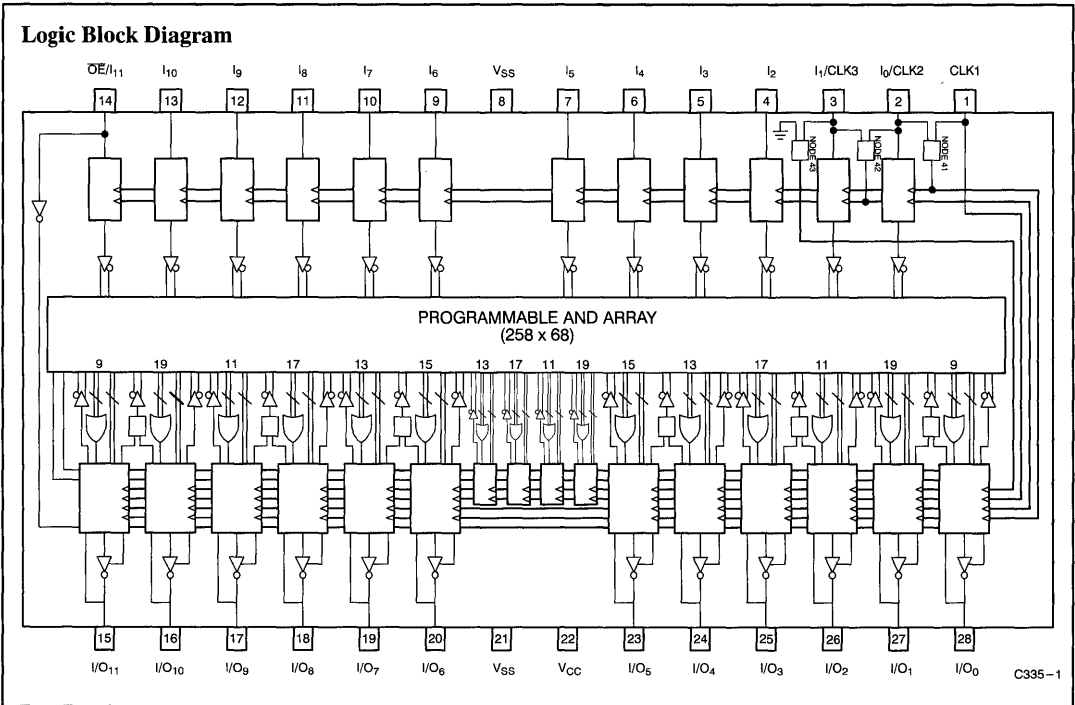 Logic Block Diagram
OE/I11 I10 I9 I8 I7 I6 VSS I5 I4 I3 I2 I1/CLK3 I0/CLK2 CLK1
14 13 12 11 10 9 8 7 6 5 4 3 2 1
NODE 43 NODE 42 NODE 41
PROGRAMMABLE AND ARRAY
(258 x 68)
9 19 11 17 13 15 13 17 11 19 15 13 17 11 19 9
15 16 17 18 19 20 21 22 23 24 25 26 27 28
I/O11 I/O10 I/O9 I/O8 I/O7 I/O6 VSS VCC I/O5 I/O4 I/O3 I/O2 I/O1 I/O0
C335–1